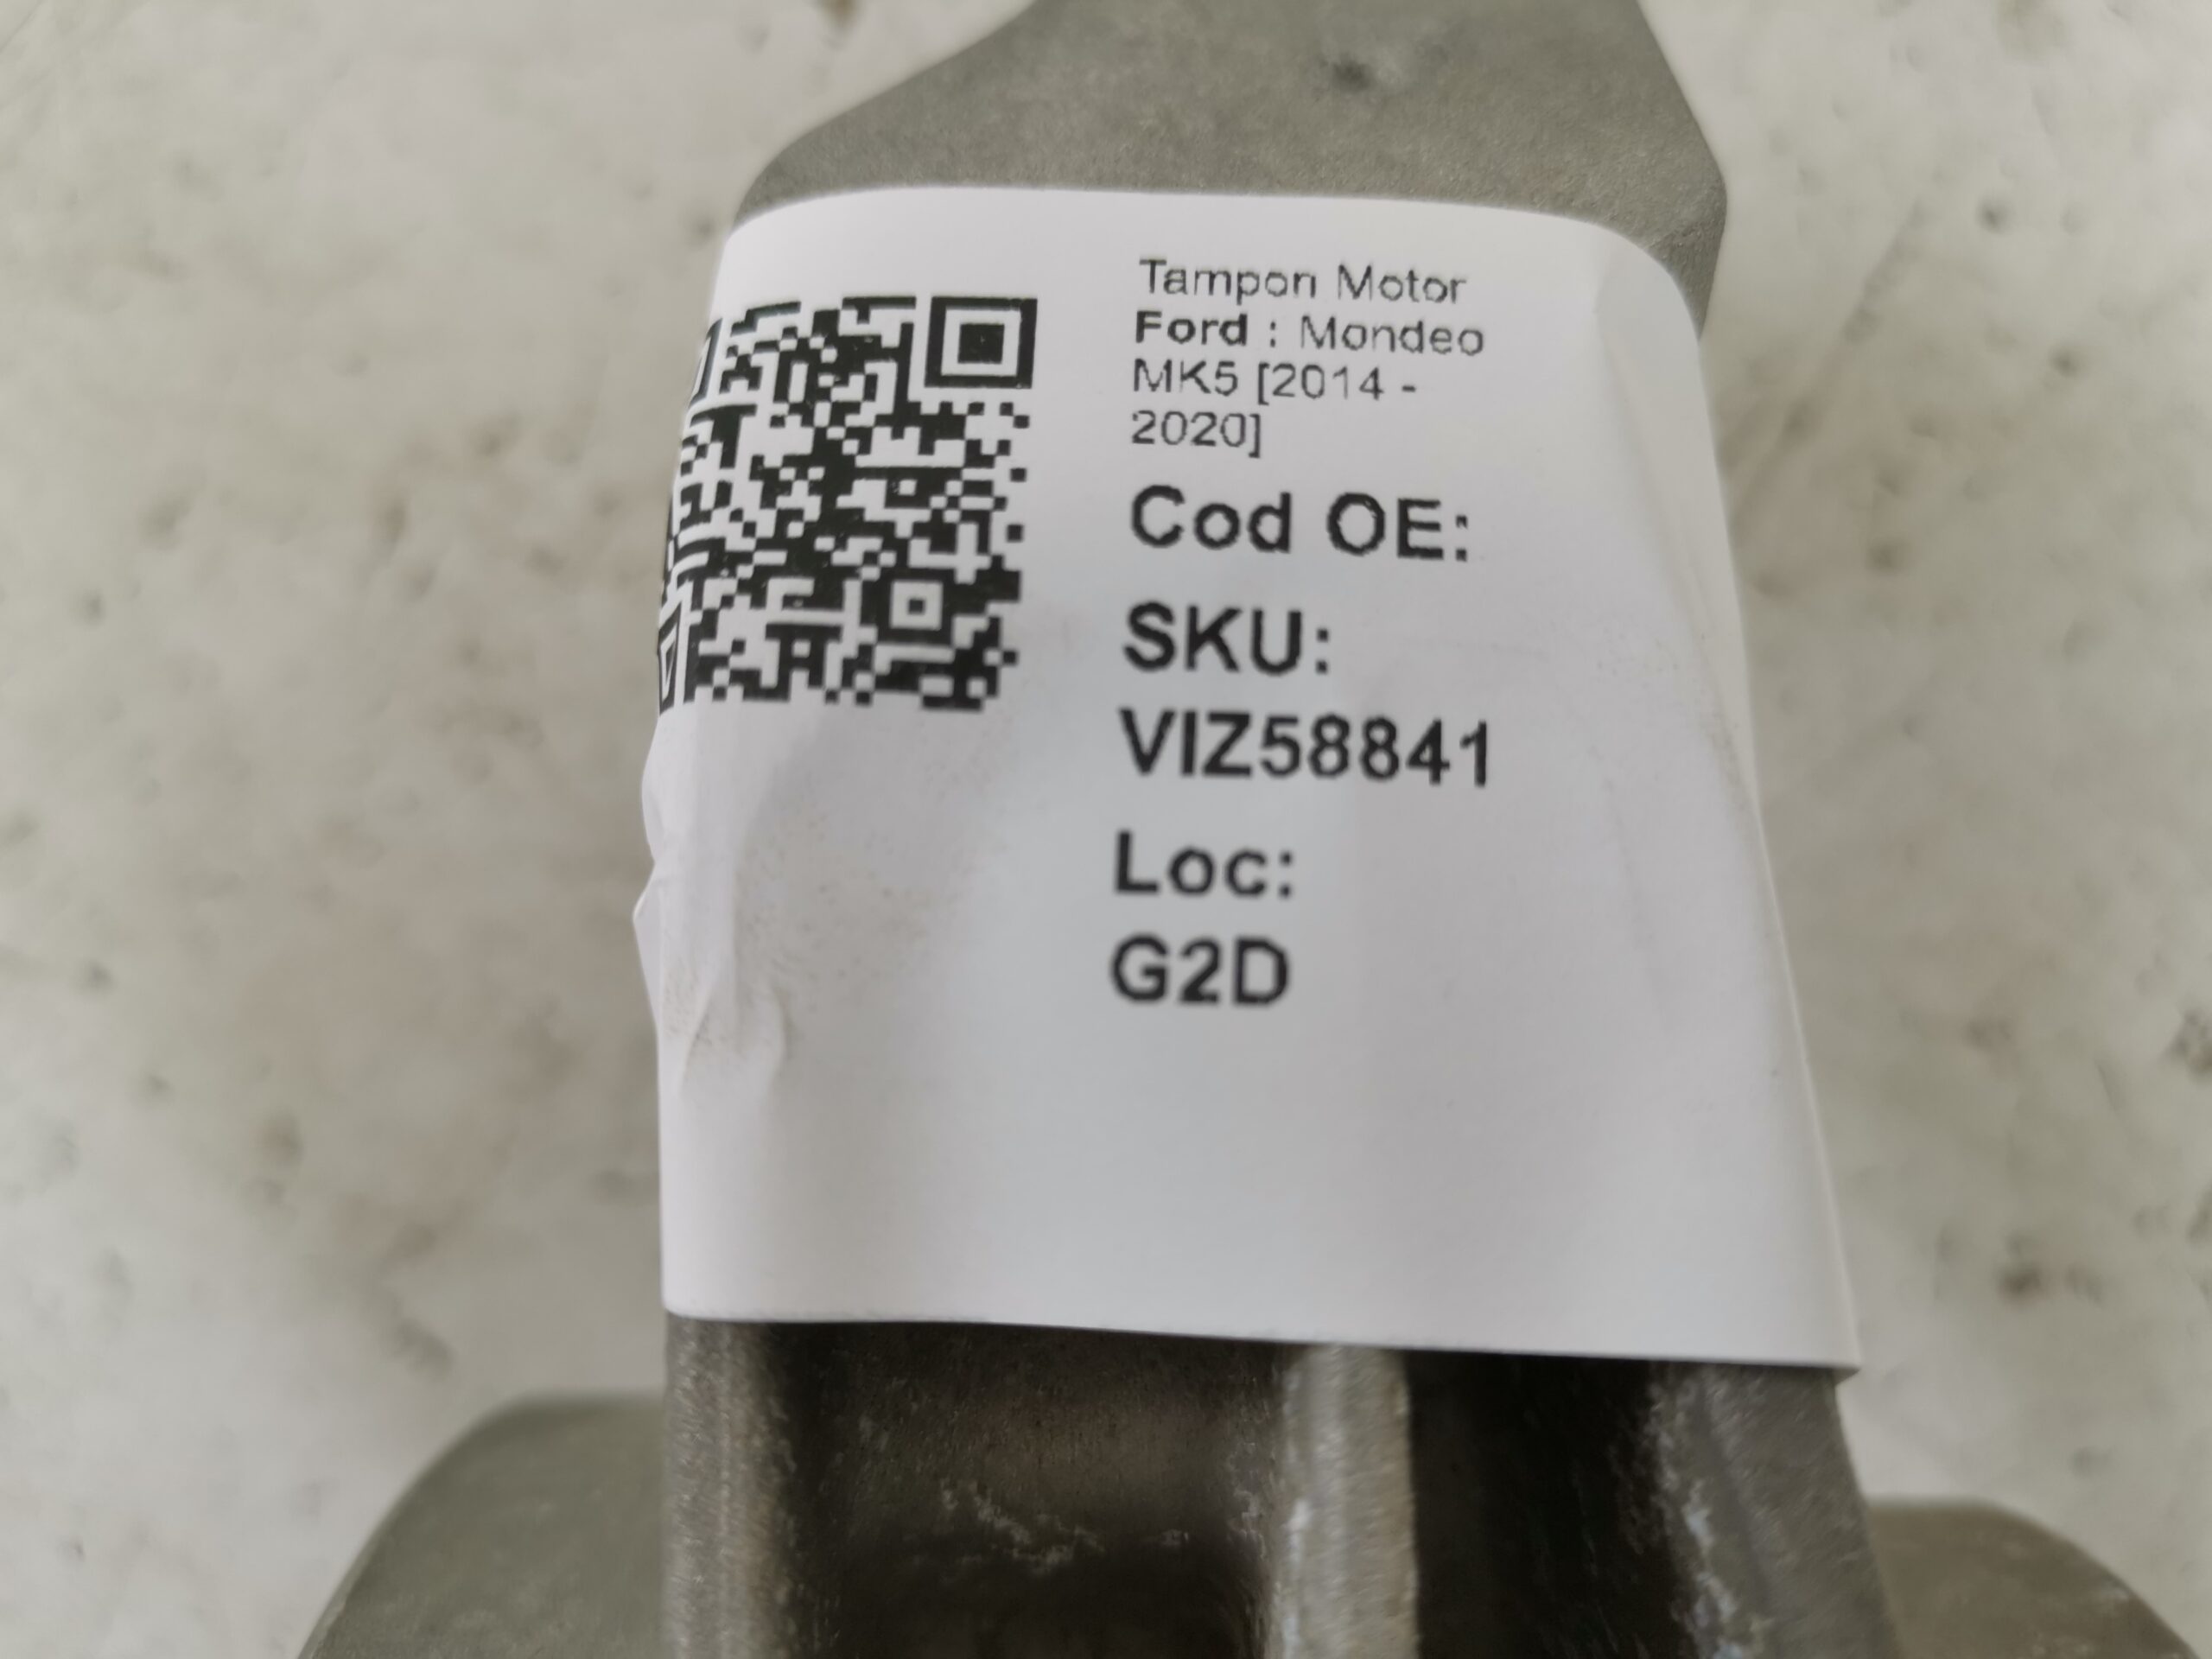 Tampon Motor
Ford : Mondeo
MK5 [2014 -
2020]
Cod OE:
SKU:
VIZ58841
Loc:
G2D